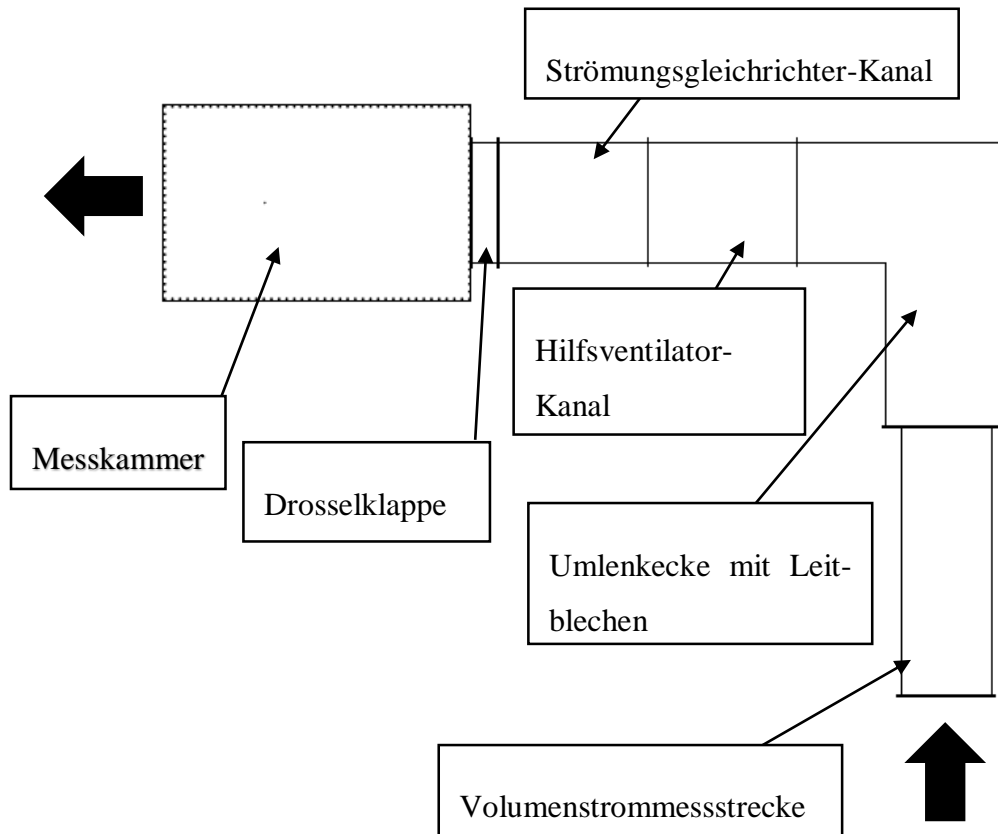 Strömungsgleichrichter-Kanal
Hilfsventilator-
Kanal
Messkammer
Drosselklappe
Umlenkecke mit Leit-
blechen
Volumenstrommessstrecke